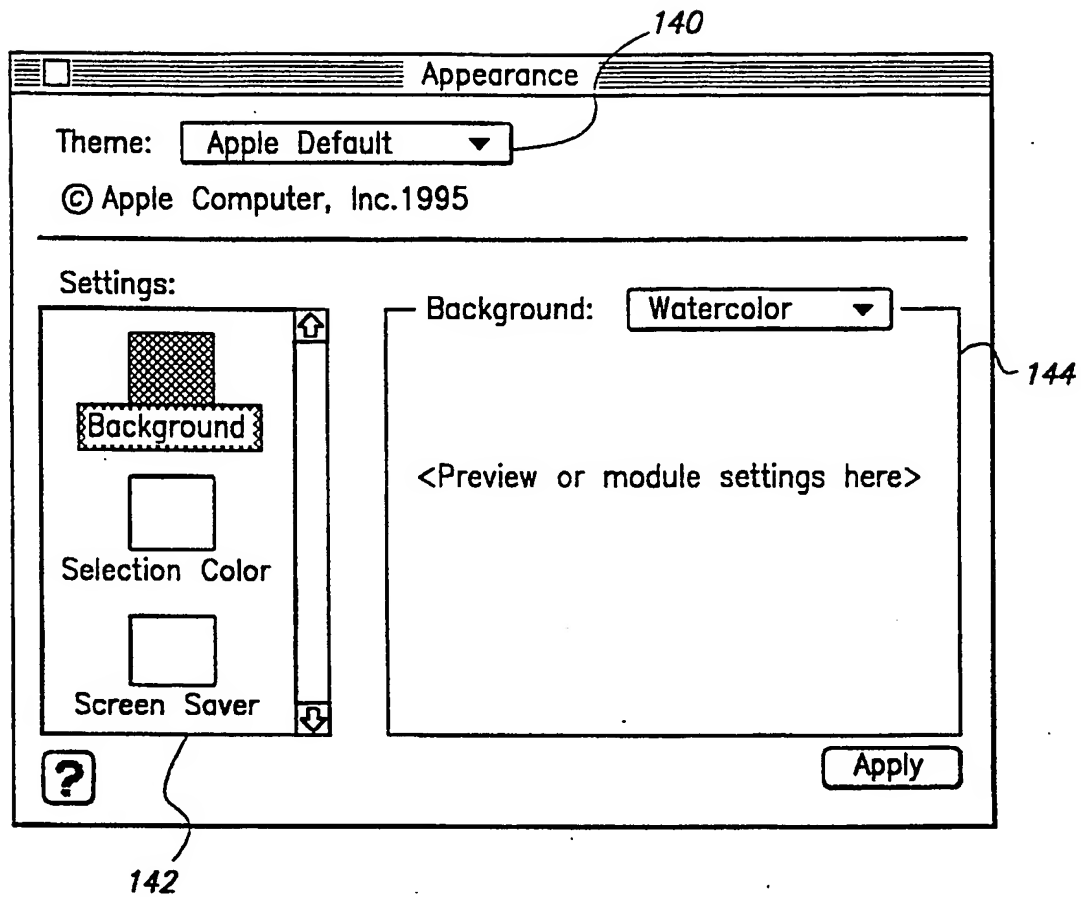 140
Appearance
Theme: Apple Default
© Apple Computer, Inc.1995
Settings:
Background: Watercolor
144
Background
<Preview or module settings here>
Selection Color
Screen Saver
?
Apply
142